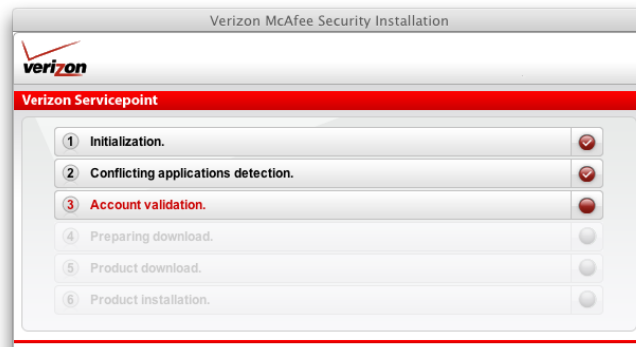 Verizon McAfee Security Installation
verizon
Verizon Servicepoint
1 Initialization.
2 Conflicting applications detection.
3 Account validation.
4 Preparing download.
5 Product download.
6 Product installation.